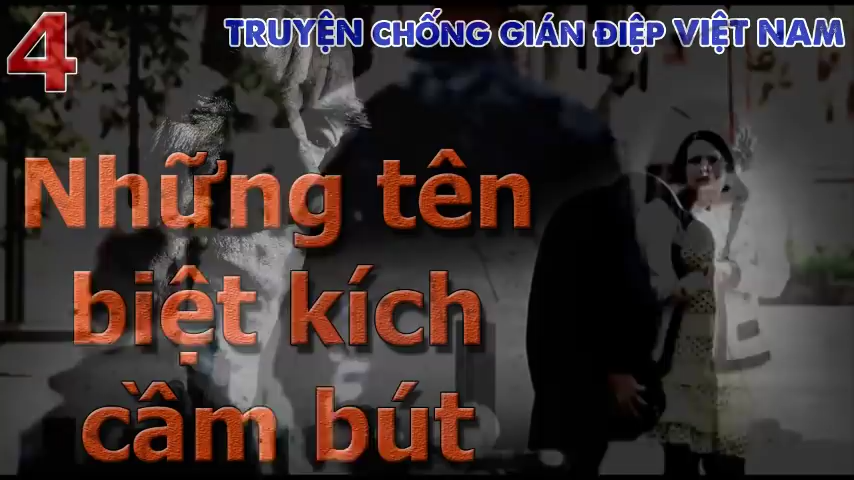 4
TRUYỆN CHỐNG GIÁN ĐIỆP VIỆT NAM
Những tên
biệt kích
cầm bút